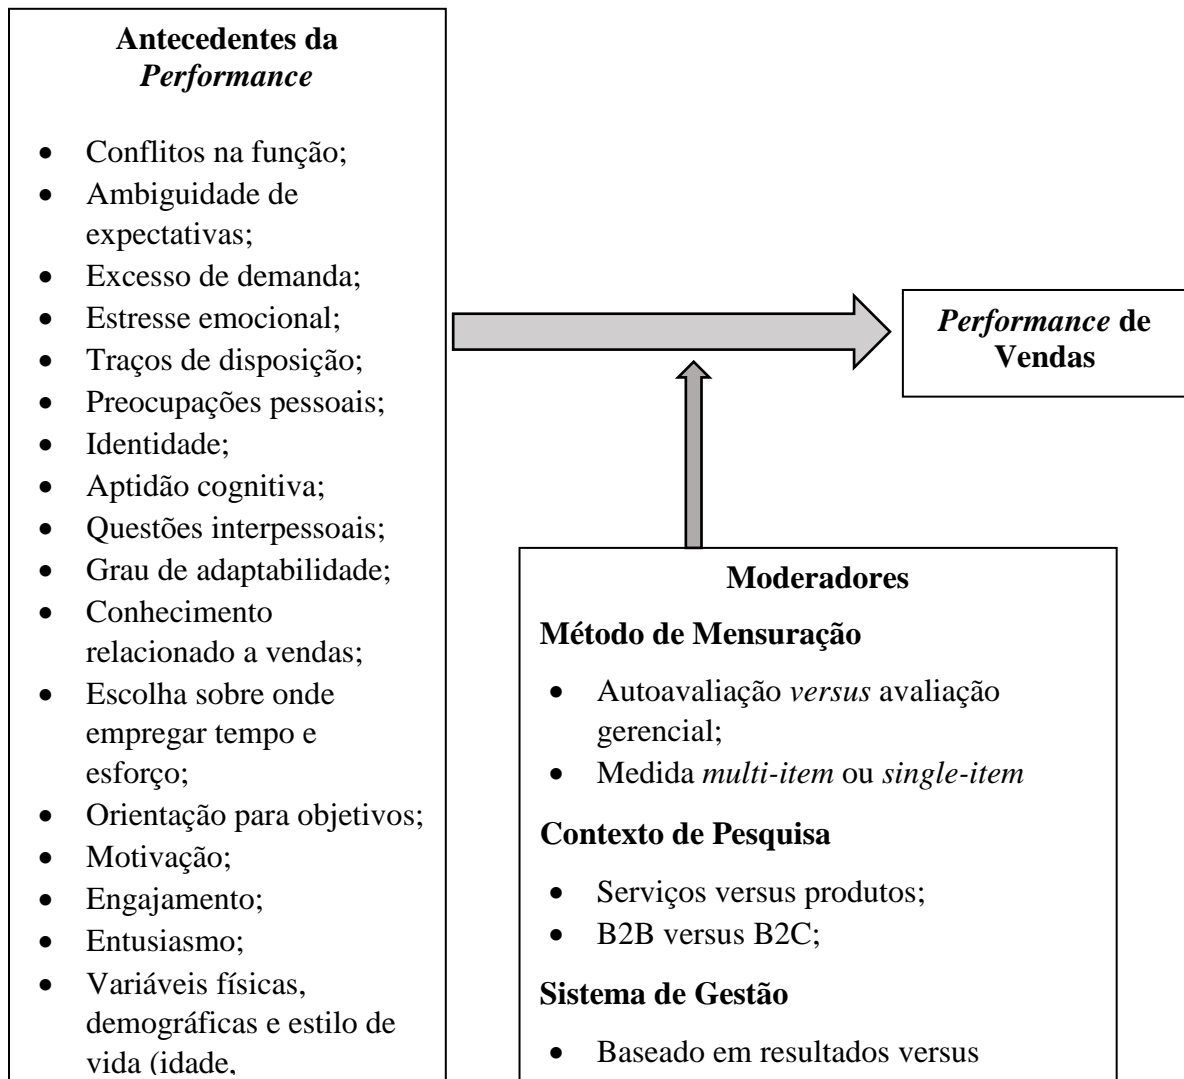 Antecedentes da
Performance
• Conflitos na função;
• Ambiguidade de
expectativas;
• Excesso de demanda;
• Estresse emocional;
• Traços de disposição;
• Preocupações pessoais;
• Identidade;
• Aptidão cognitiva;
• Questões interpessoais;
• Grau de adaptabilidade;
• Conhecimento
relacionado a vendas;
• Escolha sobre onde
empregar tempo e
esforço;
• Orientação para objetivos;
• Motivação;
• Engajamento;
• Entusiasmo;
• Variáveis físicas,
demográficas e estilo de
vida (idade,
Performance de
Vendas
Moderadores
Método de Mensuração
• Autoavaliação versus avaliação
gerencial;
• Medida multi-item ou single-item
Contexto de Pesquisa
• Serviços versus produtos;
• B2B versus B2C;
Sistema de Gestão
• Baseado em resultados versus